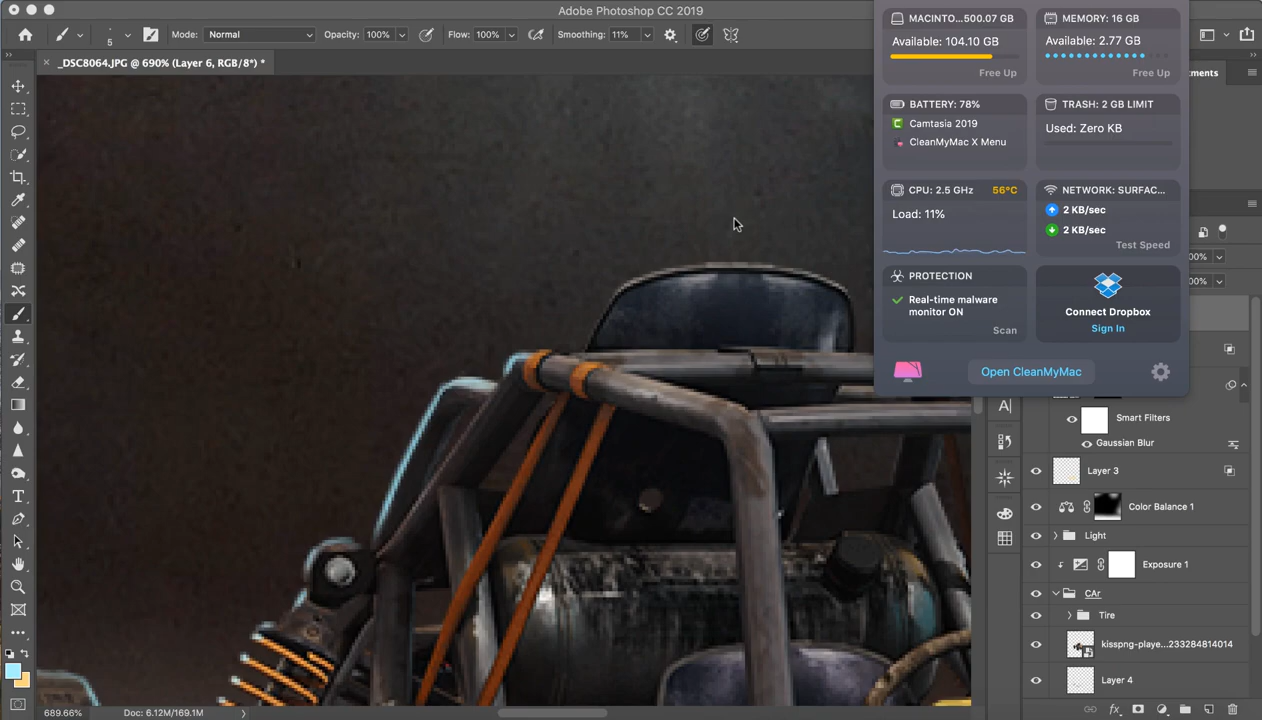 Adobe Photoshop CC 2019
5
Mode: Normal
Opacity: 100%
Flow: 100%
Smoothing: 11%
_DSC8064.JPG @ 690% (Layer 6, RGB/8*) *
MACINTO...500.07 GB
Available: 104.10 GB
Free Up
MEMORY: 16 GB
Available: 2.77 GB
Free Up
BATTERY: 78%
Camtasia 2019
CleanMyMac X Menu
TRASH: 2 GB LIMIT
Used: Zero KB
CPU: 2.5 GHz 56°C
Load: 11%
NETWORK: SURFAC...
2 KB/sec
2 KB/sec
Test Speed
PROTECTION
Real-time malware
monitor ON
Scan
Connect Dropbox
Sign In
Open CleanMyMac
tments
00%
00%
Smart Filters
Gaussian Blur
Layer 3
Color Balance 1
Light
Exposure 1
CAr
Tire
kisspng-playe...233284814014
Layer 4
fx
689.66%
Doc: 6.12M/169.1M